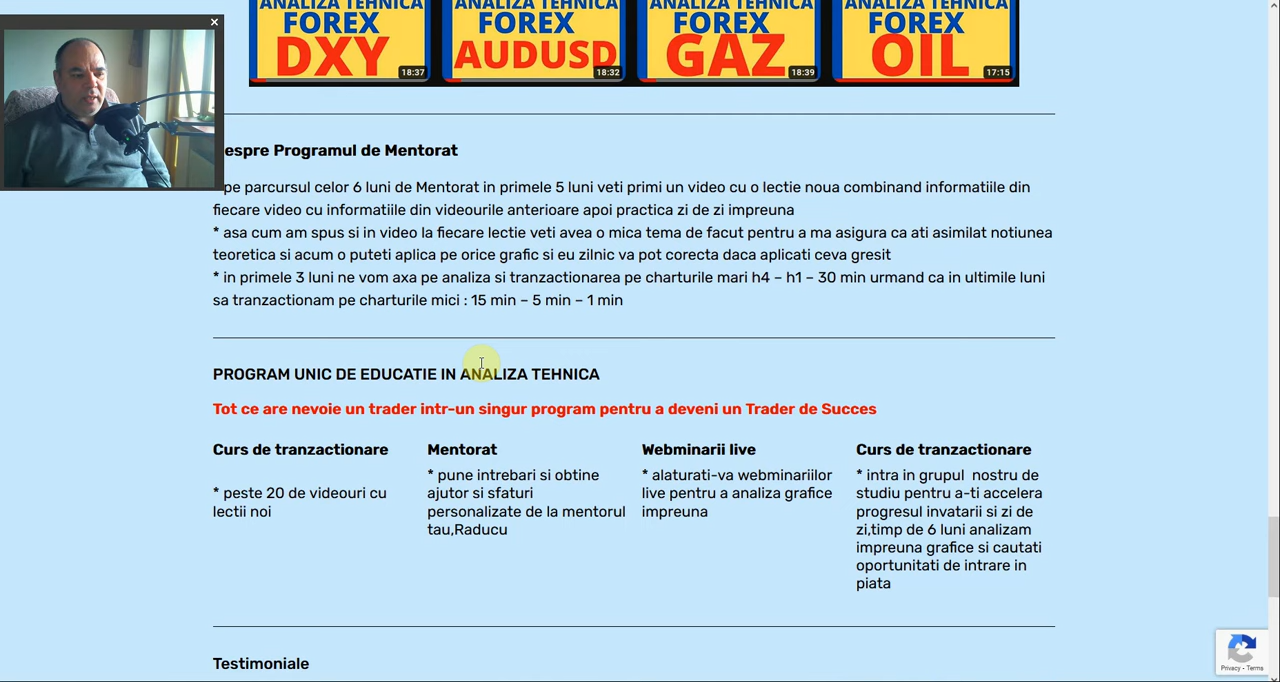 ANALIZA TEHNICA ANALIZA TEHNICA ANALIZA TEHNICA ANALIZA TEHNICA
FOREX FOREX FOREX FOREX
DXY AUDUSD GAZ OIL
18:37 18:32 18:39 17:15
espre Programul de Mentorat
pe parcursul celor 6 luni de Mentorat in primele 5 luni veti primi un video cu o lectie noua combinand informatiile din
fiecare video cu informatiile din videourile anterioare apoi practica zi de zi impreuna
* asa cum am spus si in video la fiecare lectie veti avea o mica tema de facut pentru a ma asigura ca ati asimilat notiunea
teoretica si acum o puteti aplica pe orice grafic si eu zilnic va pot corecta daca aplicati ceva gresit
* in primele 3 luni ne vom axa pe analiza si tranzactionarea pe charturile mari h4 – h1 – 30 min urmand ca in ultimile luni
sa tranzactionam pe charturile mici : 15 min – 5 min – 1 min
PROGRAM UNIC DE EDUCATIE IN ANALIZA TEHNICA
Tot ce are nevoie un trader intr-un singur program pentru a deveni un Trader de Succes
Curs de tranzactionare
* peste 20 de videouri cu
lectii noi
Mentorat
* pune intrebari si obtine
ajutor si sfaturi
personalizate de la mentorul
tau,Raducu
Webminarii live
* alaturati-va webminariilor
live pentru a analiza grafice
impreuna
Curs de tranzactionare
* intra in grupul nostru de
studiu pentru a-ti accelera
progresul invatarii si zi de
zi,timp de 6 luni analizam
impreuna grafice si cautati
oportunitati de intrare in
piata
Testimoniale
Privacy - Terms